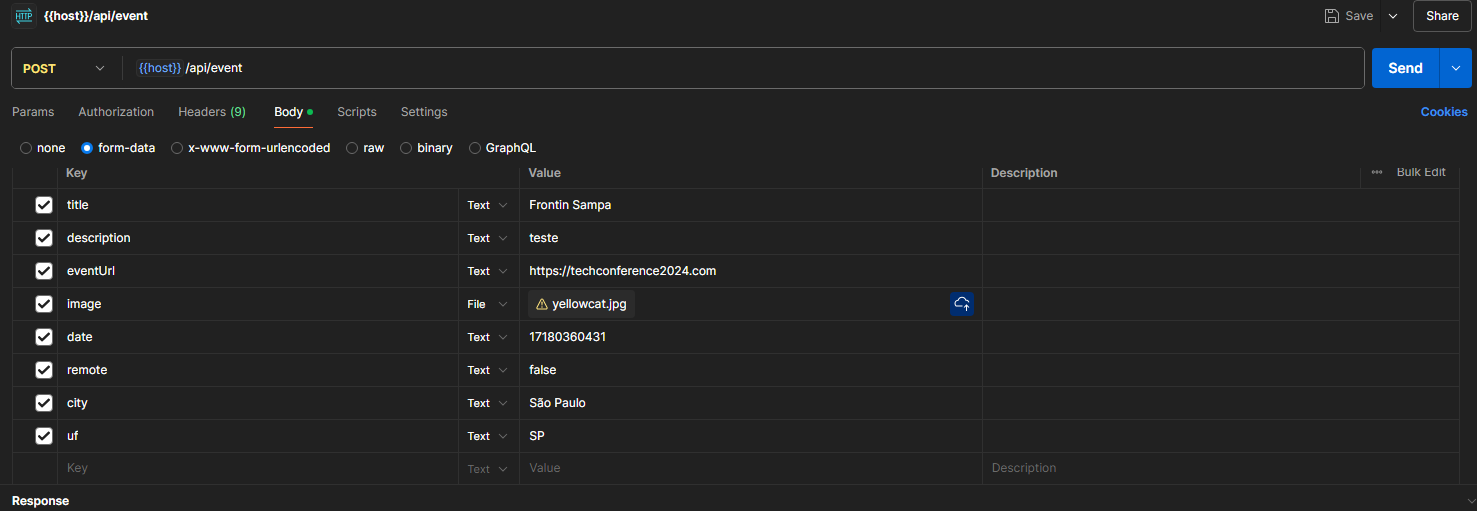 HTTP {{host}}/api/event Save Share
POST {{host}} /api/event Send
Params Authorization Headers (9) Body Scripts Settings Cookies
none form-data x-www-form-urlencoded raw binary GraphQL
Key Value Description ••• Bulk Edit
title Text Frontin Sampa
description Text teste
eventUrl Text https://techconference2024.com
image File yellowcat.jpg
date Text 17180360431
remote Text false
city Text São Paulo
uf Text SP
Key Text Value Description
Response